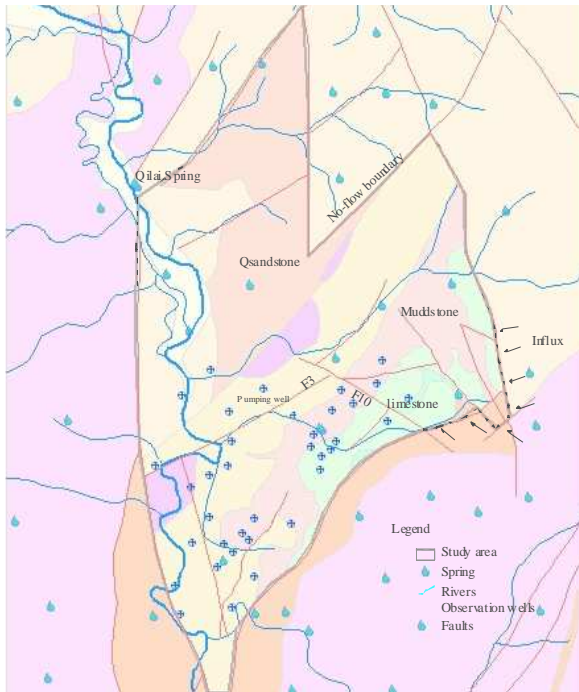 Qilai Spring
No-flow boundary
Qsandstone
Muddstone
Influx
F3
Pumping well
F10
limestone
Legend
Study area
Spring
Rivers
Observation wells
Faults